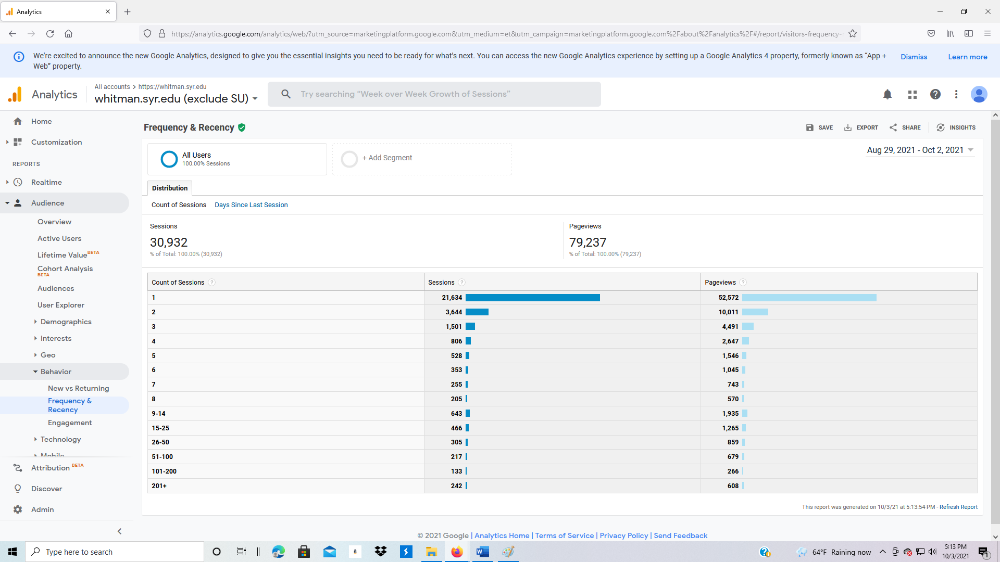 Analytics
https://analytics.google.com/analytics/web/?utm_source=marketingplatform.google.com&utm_medium=et&utm_campaign=marketingplatform.google.com%2Fabout%2Fanalytics%2F#/report/visitors-frequency-
We're excited to announce the new Google Analytics, designed to give you the essential insights you need to be ready for what's next. You can access the new Google Analytics experience by setting up a Google Analytics 4 property, formerly known as “App +
Web” property.
Dismiss
Learn more
Analytics
All accounts > https://whitman.syr.edu
whitman.syr.edu (exclude SU)
Try searching “Week over Week Growth of Sessions”
Home
Customization
REPORTS
Realtime
Audience
Overview
Active Users
Lifetime Value BETA
Cohort Analysis
BETA
Audiences
User Explorer
Demographics
Interests
Geo
Behavior
New vs Returning
Frequency &
Recency
Engagement
Technology
Mobile
Attribution BETA
Discover
Admin
Frequency & Recency
SAVE
EXPORT
SHARE
INSIGHTS
All Users
100.00% Sessions
+ Add Segment
Aug 29, 2021 - Oct 2, 2021
Distribution
Count of Sessions Days Since Last Session
Sessions
30,932
% of Total: 100.00% (30,932)
Pageviews
79,237
% of Total: 100.00% (79,237)
Count of Sessions ? Sessions ? Pageviews ?
1 21,634 52,572
2 3,644 10,011
3 1,501 4,491
4 806 2,647
5 528 1,546
6 353 1,045
7 255 743
8 205 570
9-14 643 1,935
15-25 466 1,265
26-50 305 859
51-100 217 679
101-200 133 266
201+ 242 608
This report was generated on 10/3/21 at 5:13:54 PM - Refresh Report
© 2021 Google | Analytics Home | Terms of Service | Privacy Policy | Send Feedback
Type here to search
a
W
64°F Raining now
5:13 PM
10/3/2021
1